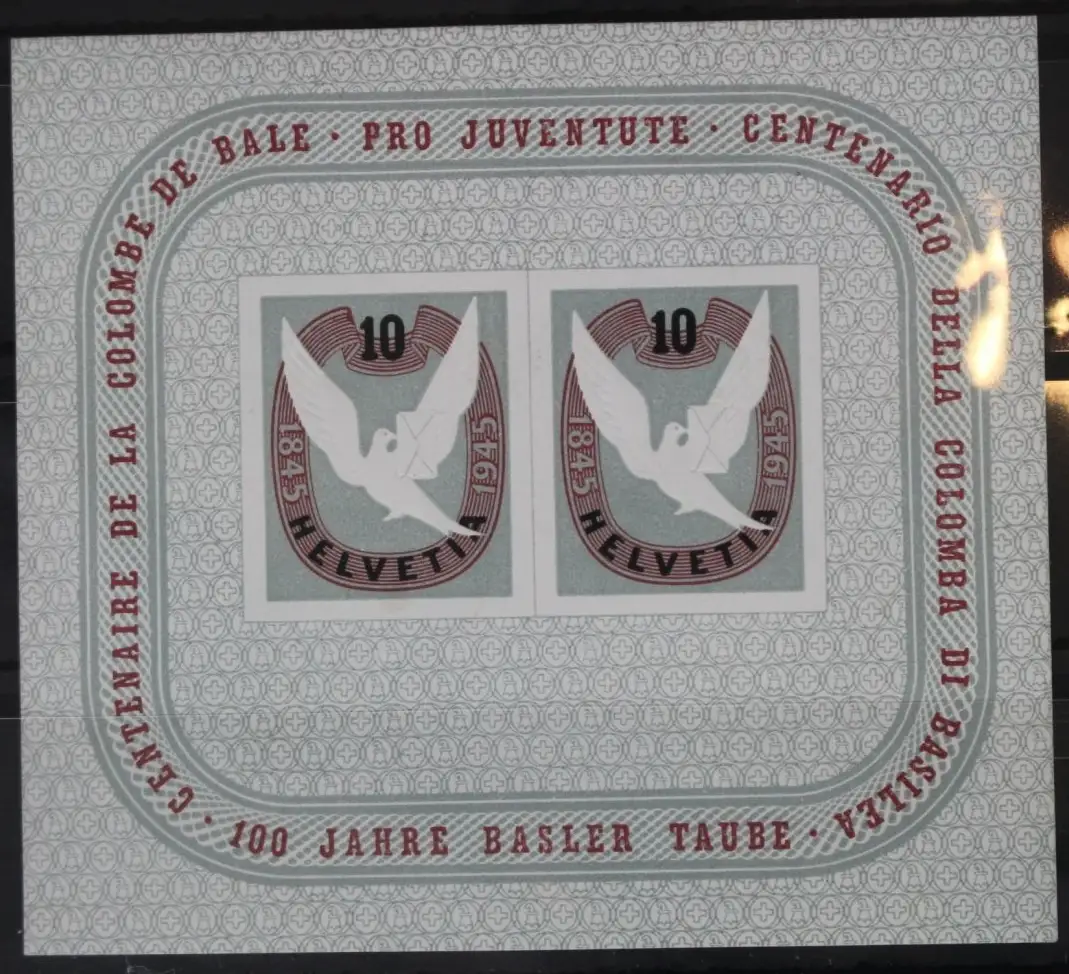 CENTENAIRE DE LA COLOMBE DE BALE · PRO JUVENTUTE · CENTENARIO DELLA COLOMBA DI BASILEA · 100 JAHRE BASLER TAUBE ·
10
1845
1945
HELVETIA
10
1845
1945
HELVETIA